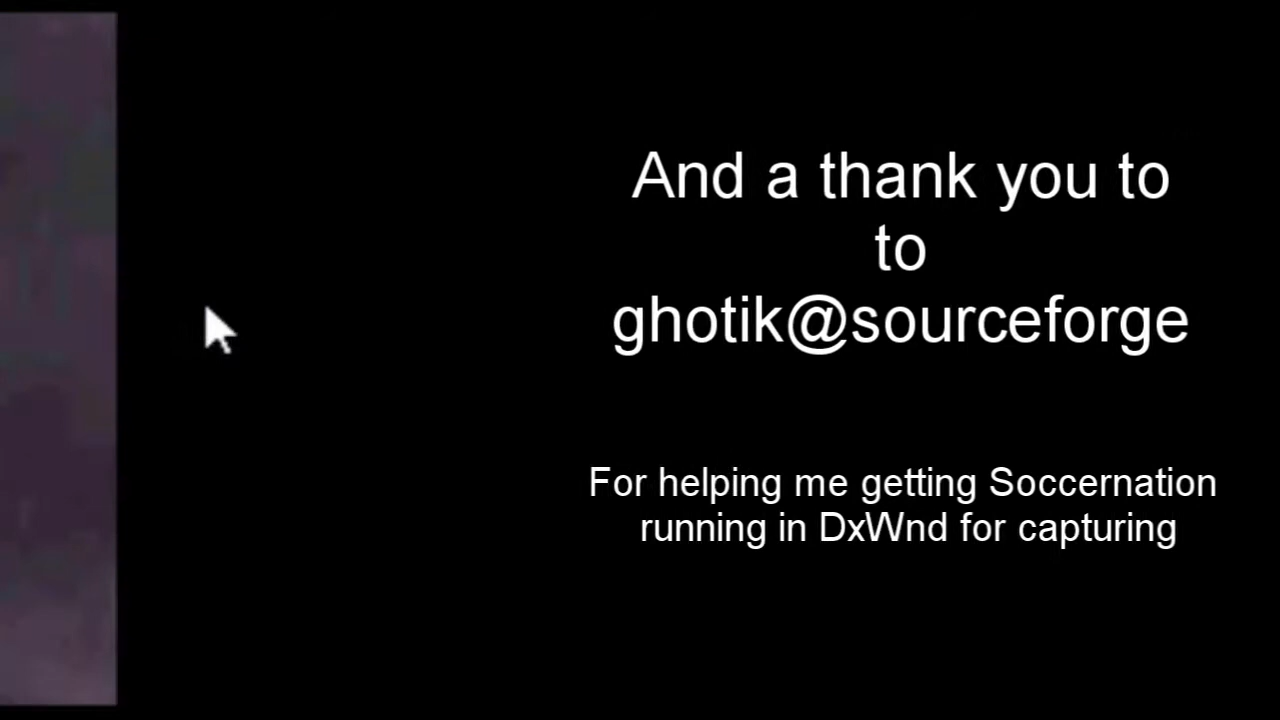 And a thank you to
to
ghotik@sourceforge
For helping me getting Soccernation
running in DxWnd for capturing